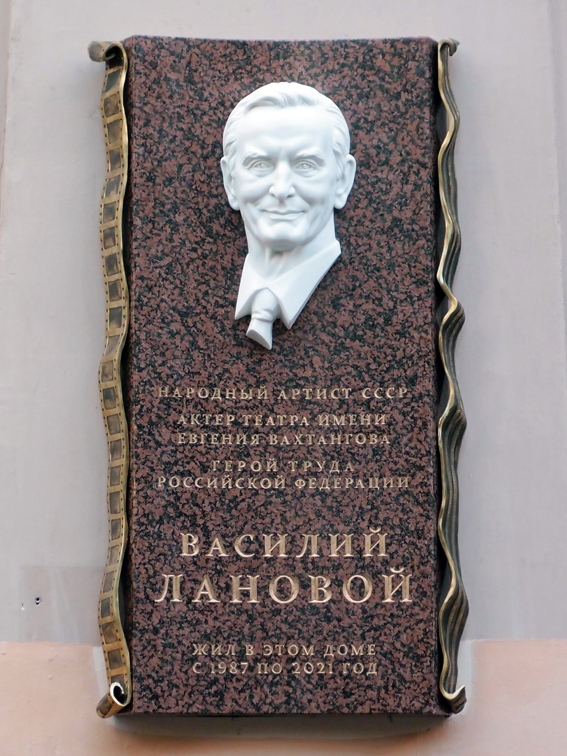 НАРОДНЫЙ АРТИСТ СССР
АКТЕР ТЕАТРА ИМЕНИ
ЕВГЕНИЯ ВАХТАНГОВА
ГЕРОЙ ТРУДА
РОССИЙСКОЙ ФЕДЕРАЦИИ
ВАСИЛИЙ
ЛАНОВОЙ
ЖИЛ В ЭТОМ ДОМЕ
С 1987 ПО 2021 ГОД